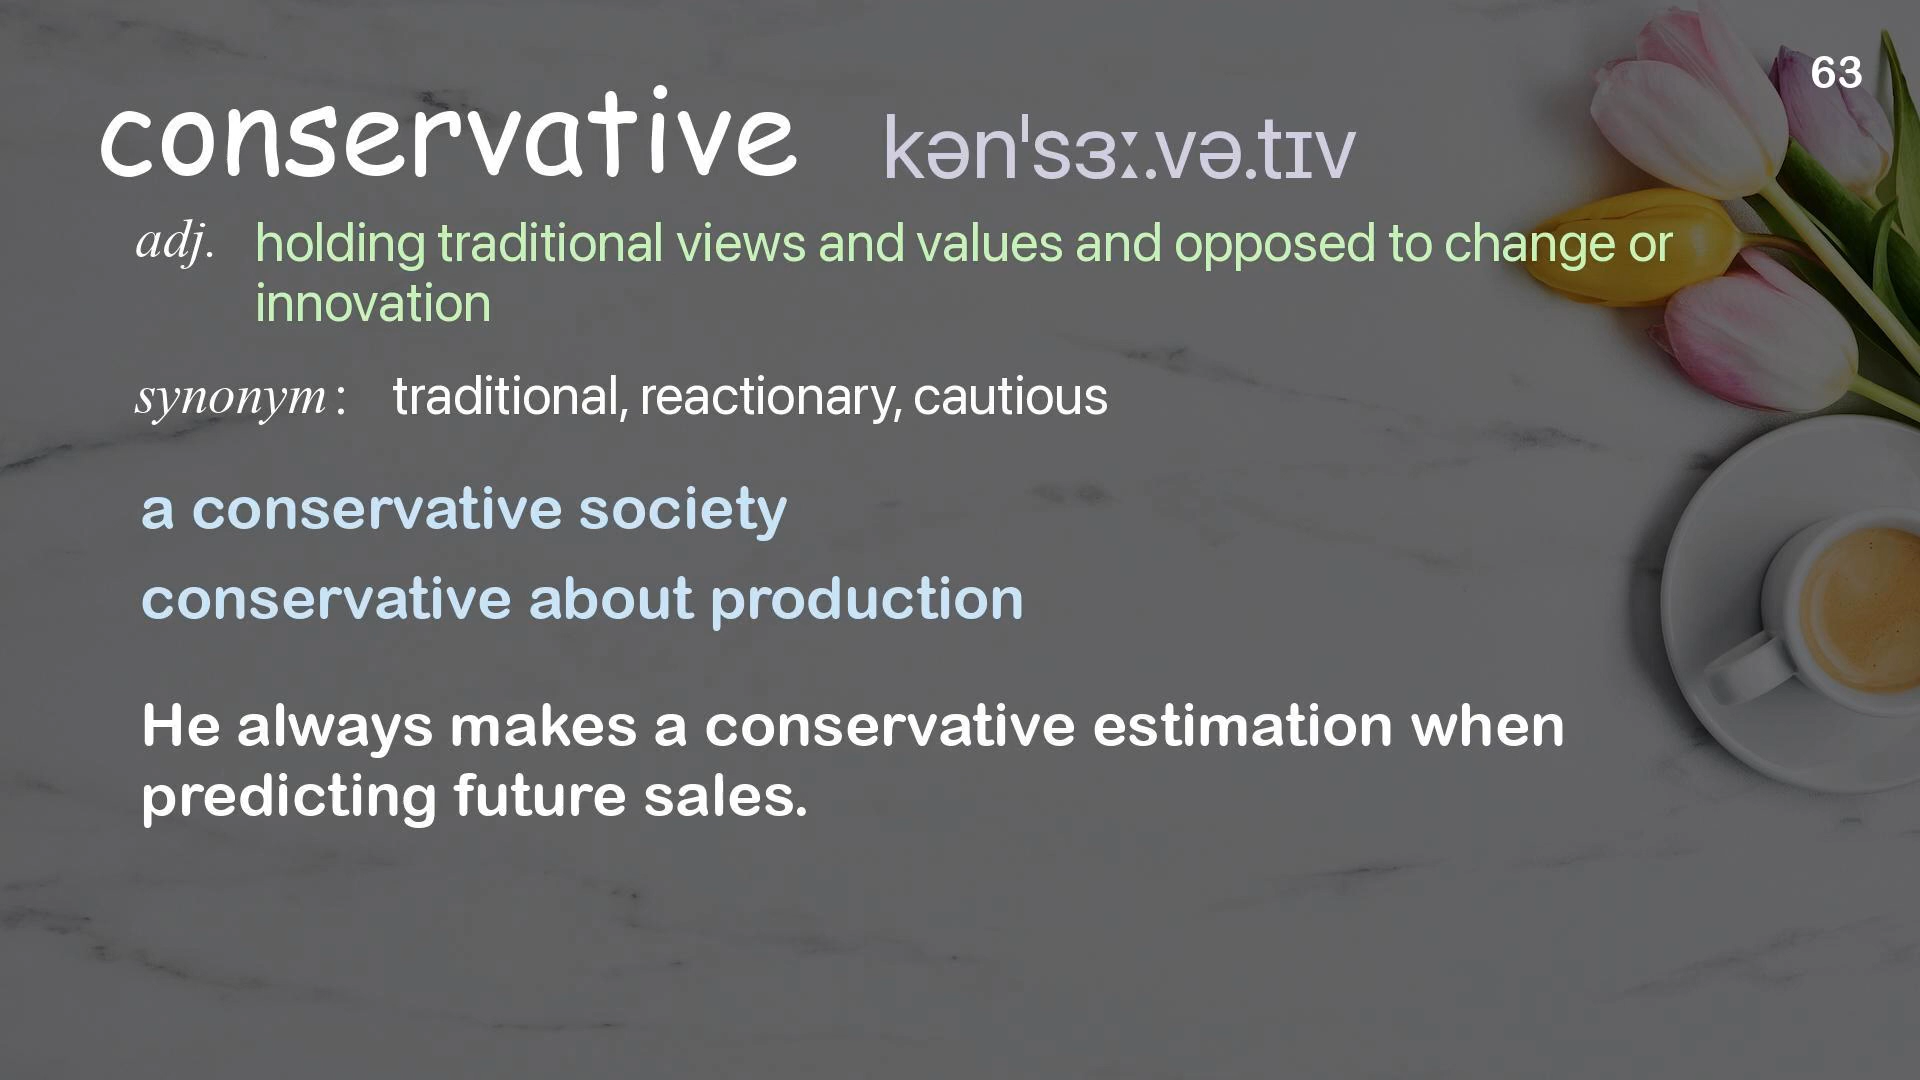 63
conservative kənˈsɜː.və.tɪv
adj. holding traditional views and values and opposed to change or
innovation
synonym: traditional, reactionary, cautious
a conservative society
conservative about production
He always makes a conservative estimation when
predicting future sales.